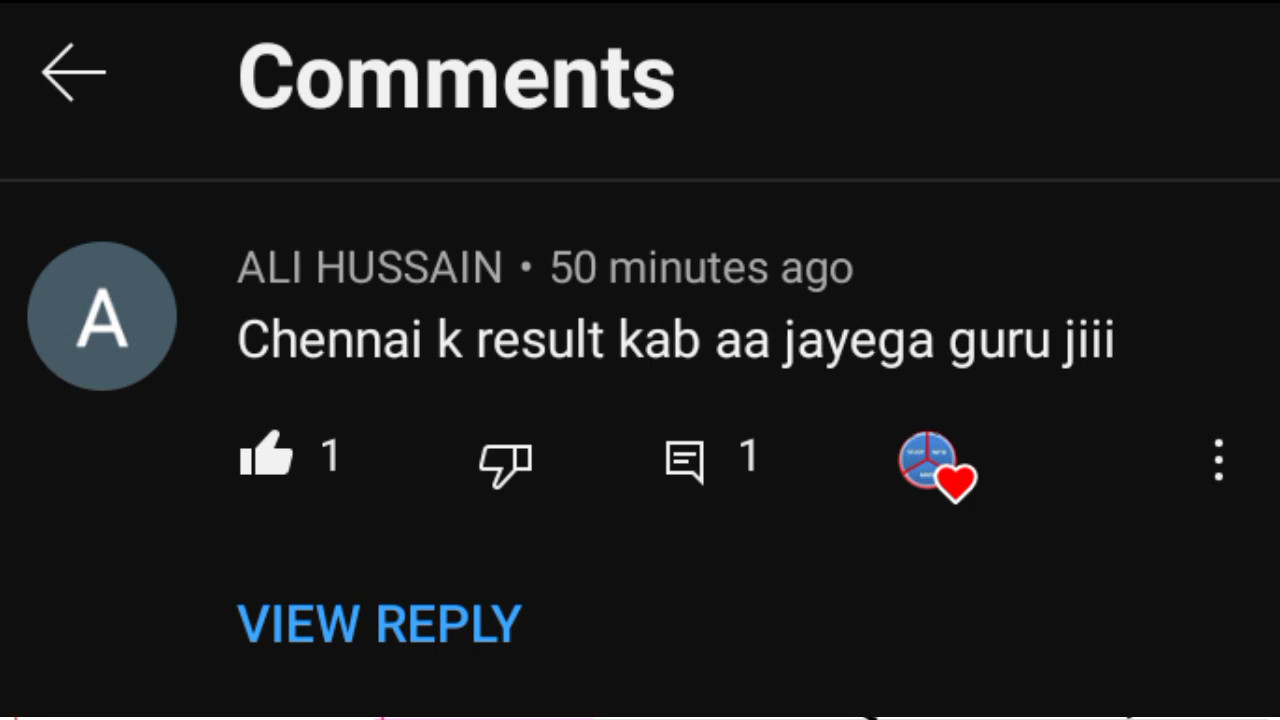 Comments
A
ALI HUSSAIN • 50 minutes ago
Chennai k result kab aa jayega guru jiii
1 1
VIEW REPLY